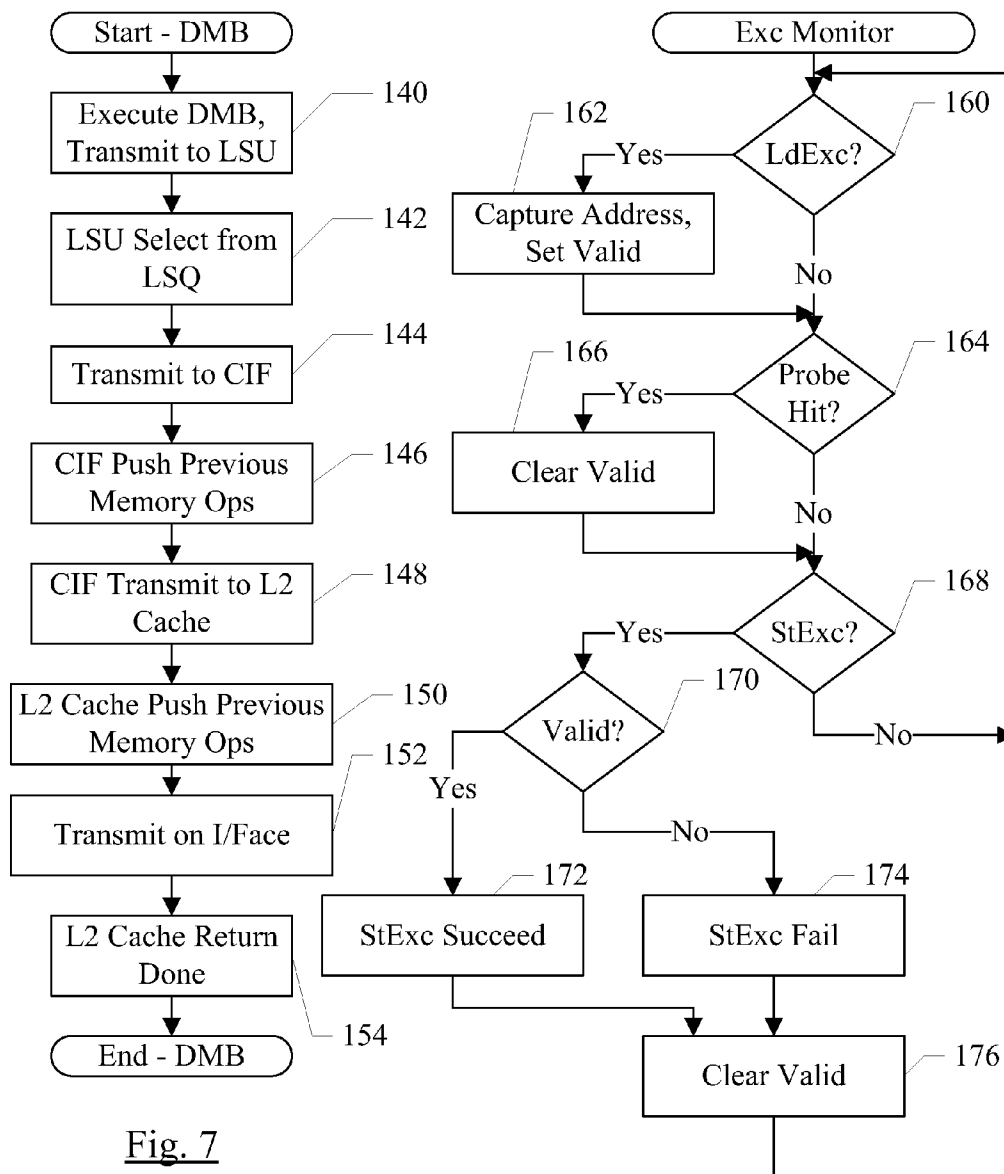 Start - DMB
140
Execute DMB,
Transmit to LSU
142
LSU Select from
LSQ
144
Transmit to CIF
146
CIF Push Previous
Memory Ops
148
CIF Transmit to L2
Cache
150
L2 Cache Push Previous
Memory Ops
152
Transmit on I/Face
L2 Cache Return
Done
154
End - DMB
Fig. 7
Exc Monitor
160
LdExc?
162
Yes
Capture Address,
Set Valid
No
164
Probe
Hit?
166
Yes
Clear Valid
No
168
StExc?
Yes
No
170
Valid?
Yes
No
172
StExc Succeed
174
StExc Fail
Clear Valid
176